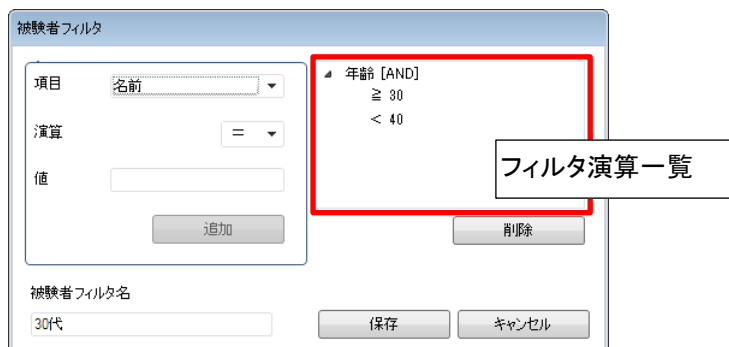 被験者フィルタ
項目
名前
演算
=
値
追加
年齢 [AND]
≧ 30
< 40
フィルタ演算一覧
削除
被験者フィルタ名
30代
保存
キャンセル